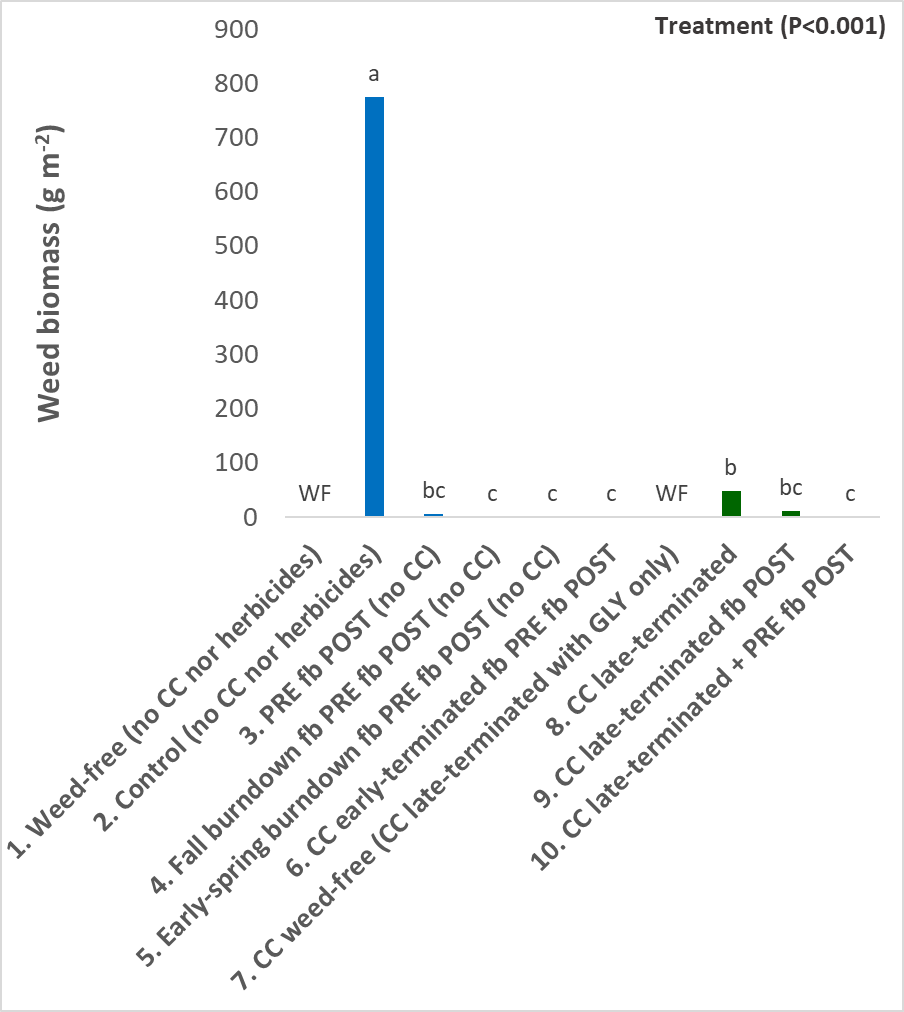 Treatment (P<0.001)
Weed biomass (g m-2)
900
800
700
600
500
400
300
200
100
0
WF
a
bc
c
c
c
WF
b
bc
c
1. Weed-free (no CC nor herbicides)
2. Control (no CC nor herbicides)
3. PRE fb POST (no CC)
4. Fall burndown fb PRE fb POST (no CC)
5. Early-spring burndown fb PRE fb POST (no CC)
6. CC early-terminated fb PRE fb POST
7. CC weed-free (CC late-terminated with GLY only)
8. CC late-terminated
9. CC late-terminated fb POST
10. CC late-terminated + PRE fb POST